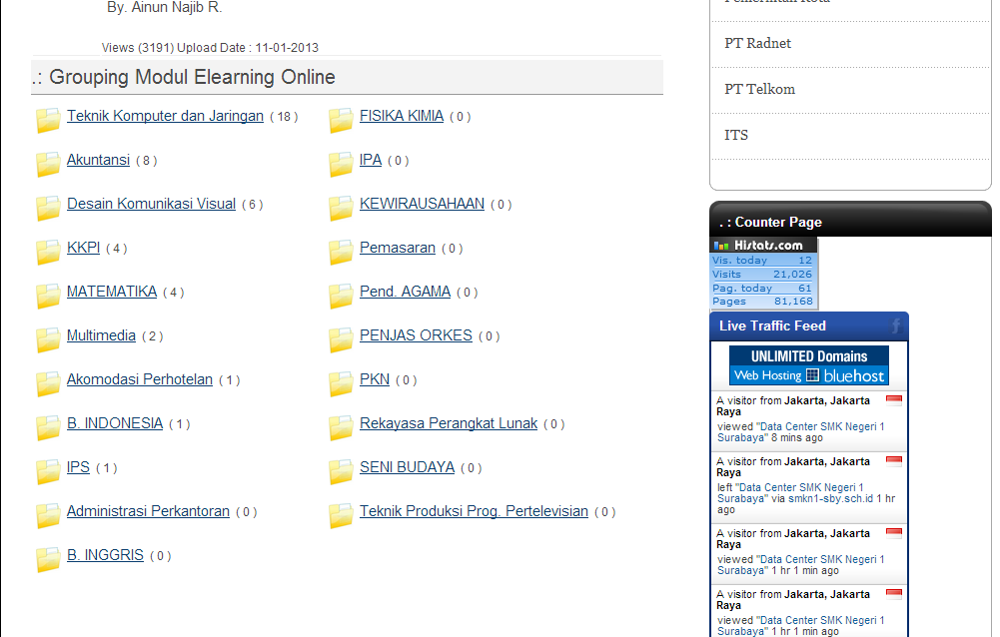 By. Ainun Najib R.
Views (3191) Upload Date : 11-01-2013
.: Grouping Modul Elearning Online
Teknik Komputer dan Jaringan ( 18 )
Akuntansi ( 8 )
Desain Komunikasi Visual ( 6 )
KKPI ( 4 )
MATEMATIKA ( 4 )
Multimedia ( 2 )
Akomodasi Perhotelan ( 1 )
B. INDONESIA ( 1 )
IPS ( 1 )
Administrasi Perkantoran ( 0 )
B. INGGRIS ( 0 )
FISIKA KIMIA ( 0 )
IPA ( 0 )
KEWIRAUSAHAAN ( 0 )
Pemasaran ( 0 )
Pend. AGAMA ( 0 )
PENJAS ORKES ( 0 )
PKN ( 0 )
Rekayasa Perangkat Lunak ( 0 )
SENI BUDAYA ( 0 )
Teknik Produksi Prog. Pertelevisian ( 0 )
PT Radnet
PT Telkom
ITS
. : Counter Page
Histats.com
Vis. today 12
Visits 21,026
Pag. today 61
Pages 81,168
Live Traffic Feed
f
UNLIMITED Domains
Web Hosting bluehost
A visitor from Jakarta, Jakarta
Raya
viewed "Data Center SMK Negeri 1
Surabaya" 8 mins ago
A visitor from Jakarta, Jakarta
Raya
left "Data Center SMK Negeri 1
Surabaya" via smkn1-sby.sch.id 1 hr
ago
A visitor from Jakarta, Jakarta
Raya
viewed "Data Center SMK Negeri 1
Surabaya" 1 hr 1 min ago
A visitor from Jakarta, Jakarta
Raya
viewed "Data Center SMK Negeri 1
Surabaya" 1 hr 1 min ago